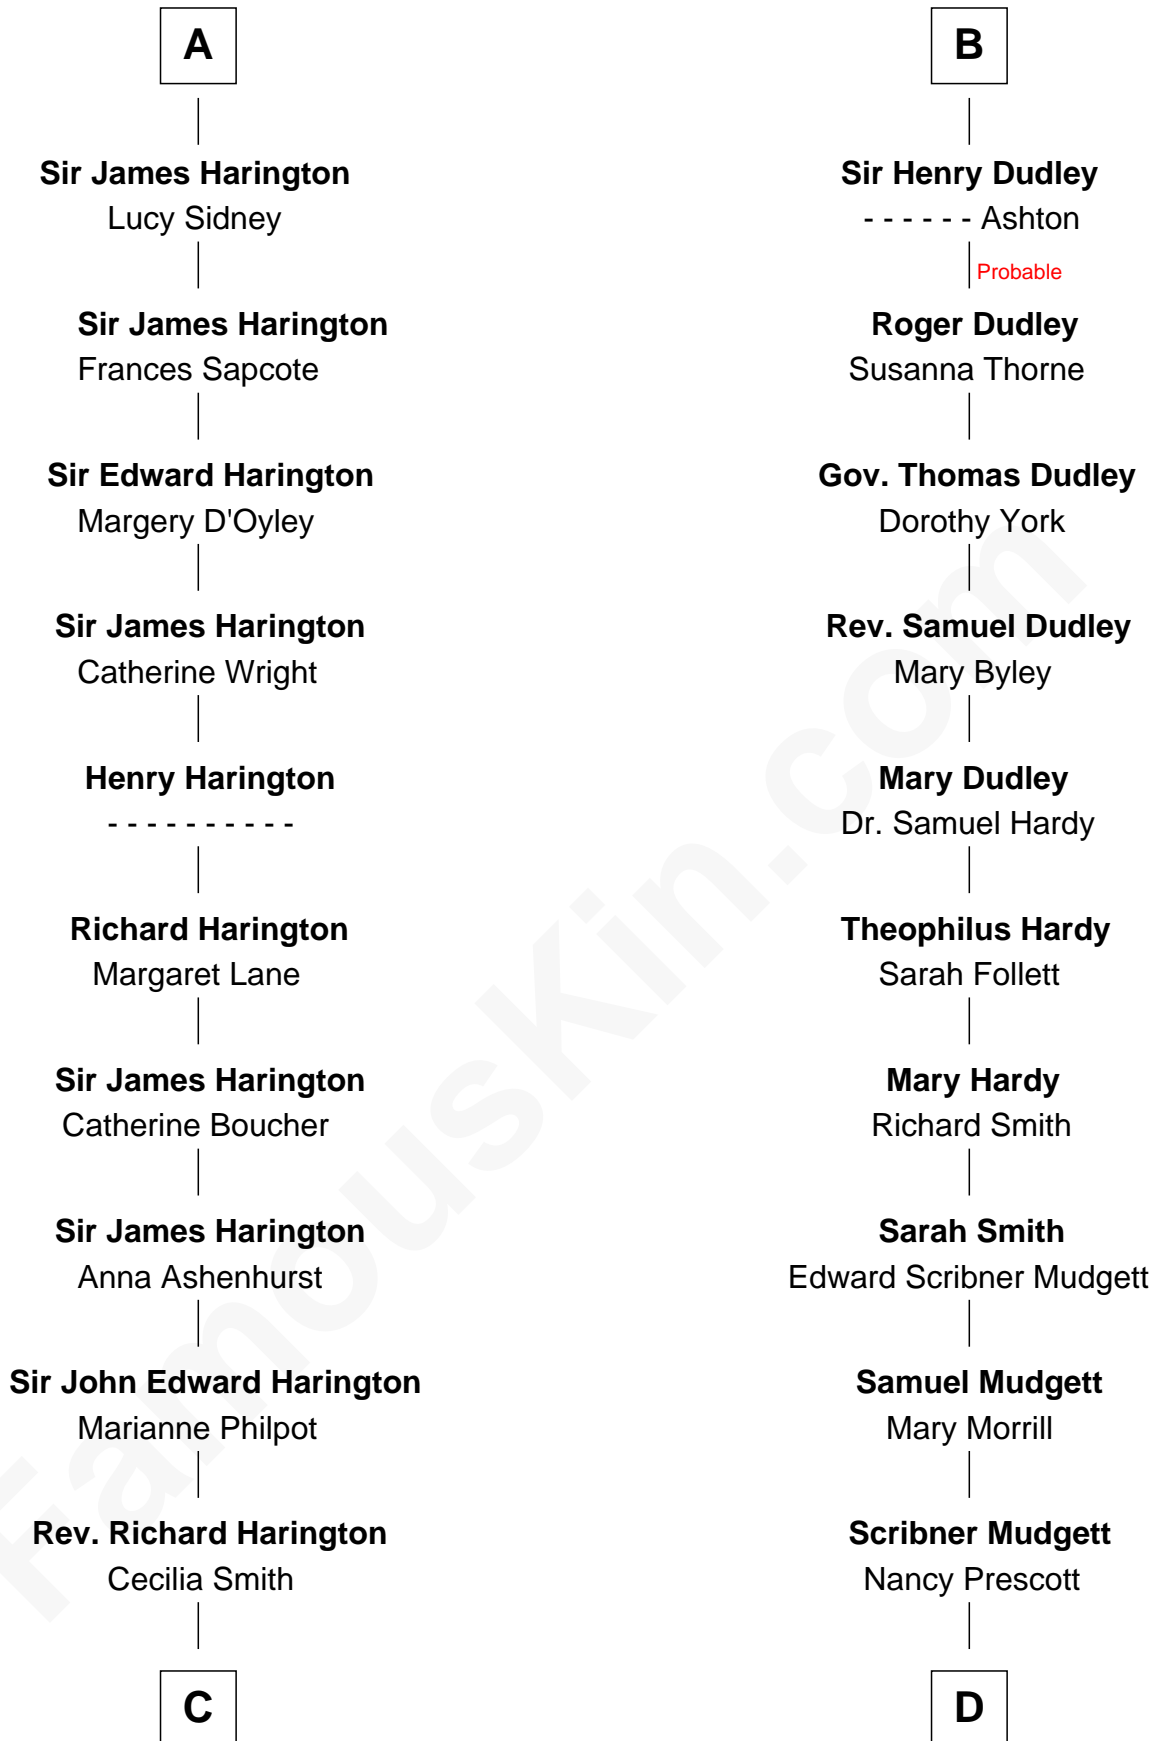 A
Sir James Harington
Lucy Sidney
Sir James Harington
Frances Sapcote
Sir Edward Harington
Margery D'Oyley
Sir James Harington
Catherine Wright
Henry Harington
- - - - - - - - - -
Richard Harington
Margaret Lane
Sir James Harington
Catherine Boucher
Sir James Harington
Anna Ashenhurst
Sir John Edward Harington
Marianne Philpot
Rev. Richard Harington
Cecilia Smith
C
B
Sir Henry Dudley
- - - - - - Ashton
Probable
Roger Dudley
Susanna Thorne
Gov. Thomas Dudley
Dorothy York
Rev. Samuel Dudley
Mary Byley
Mary Dudley
Dr. Samuel Hardy
Theophilus Hardy
Sarah Follett
Mary Hardy
Richard Smith
Sarah Smith
Edward Scribner Mudgett
Samuel Mudgett
Mary Morrill
Scribner Mudgett
Nancy Prescott
D
FamousKin.com